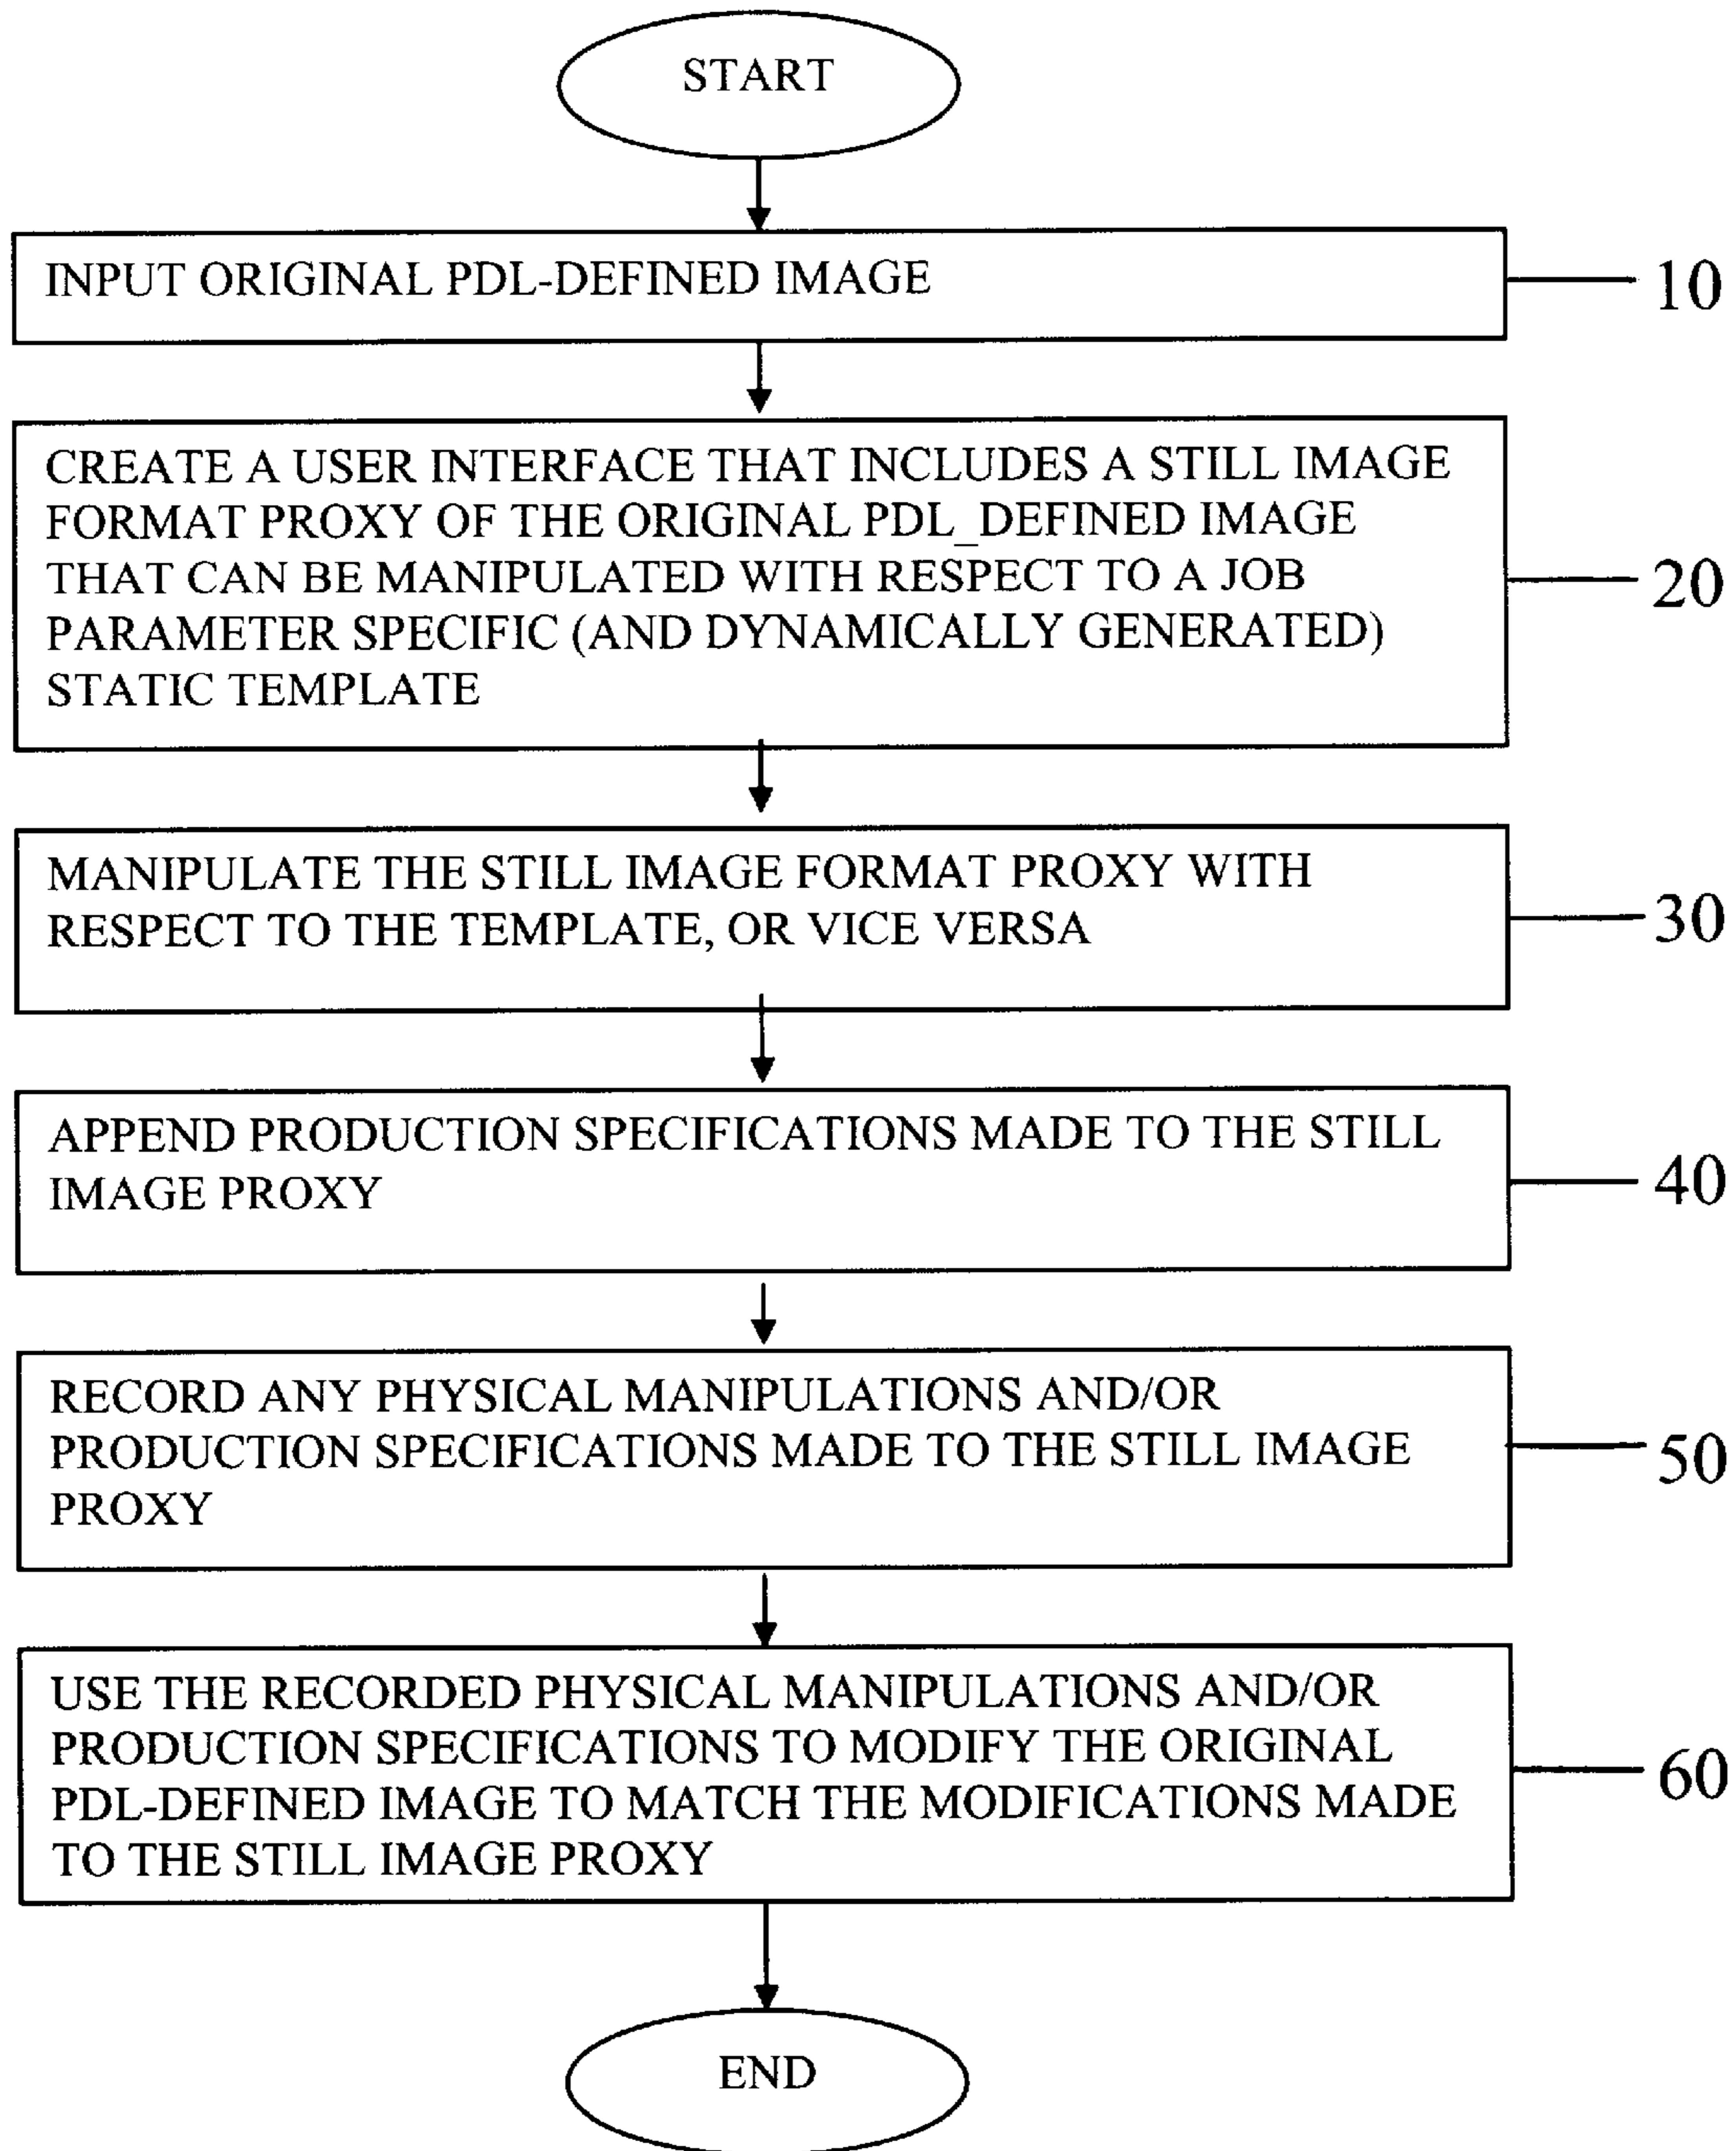 START
INPUT ORIGINAL PDL-DEFINED IMAGE
10
CREATE A USER INTERFACE THAT INCLUDES A STILL IMAGE
FORMAT PROXY OF THE ORIGINAL PDL_DEFINED IMAGE
THAT CAN BE MANIPULATED WITH RESPECT TO A JOB
PARAMETER SPECIFIC (AND DYNAMICALLY GENERATED)
STATIC TEMPLATE
20
MANIPULATE THE STILL IMAGE FORMAT PROXY WITH
RESPECT TO THE TEMPLATE, OR VICE VERSA
30
APPEND PRODUCTION SPECIFICATIONS MADE TO THE STILL
IMAGE PROXY
40
RECORD ANY PHYSICAL MANIPULATIONS AND/OR
PRODUCTION SPECIFICATIONS MADE TO THE STILL IMAGE
PROXY
50
USE THE RECORDED PHYSICAL MANIPULATIONS AND/OR
PRODUCTION SPECIFICATIONS TO MODIFY THE ORIGINAL
PDL-DEFINED IMAGE TO MATCH THE MODIFICATIONS MADE
TO THE STILL IMAGE PROXY
60
END